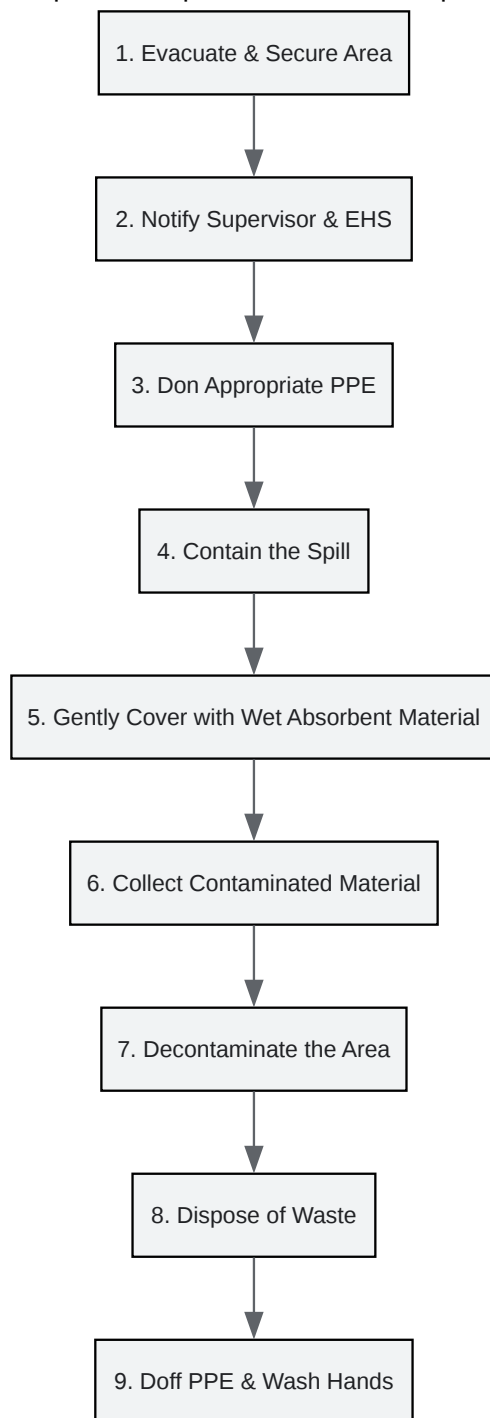 1. Evacuate & Secure Area
2. Notify Supervisor & EHS
3. Don Appropriate PPE
4. Contain the Spill
5. Gently Cover with Wet Absorbent Material
6. Collect Contaminated Material
7. Decontaminate the Area
8. Dispose of Waste
9. Doff PPE & Wash Hands